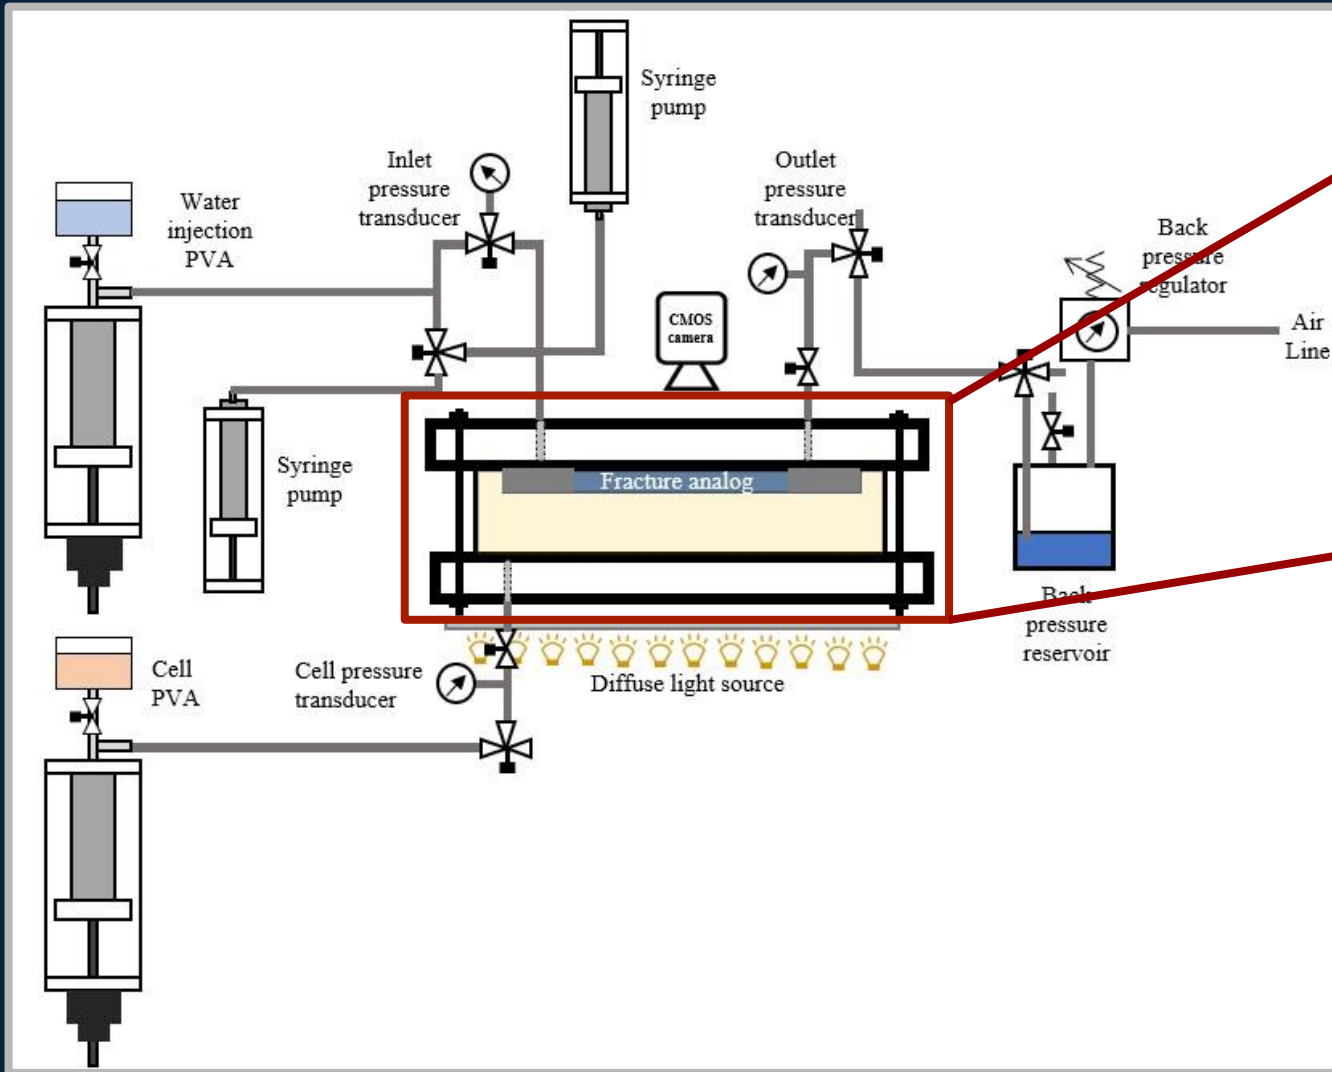 Syringe
pump
Inlet
pressure
transducer
Outlet
pressure
transducer
Water
injection
PVA
Back
pressure
regulator
CMOS
camera
Air
Line
Syringe
pump
Fracture analog
Back
pressure
reservoir
Cell
PVA
Cell pressure
transducer
Diffuse light source